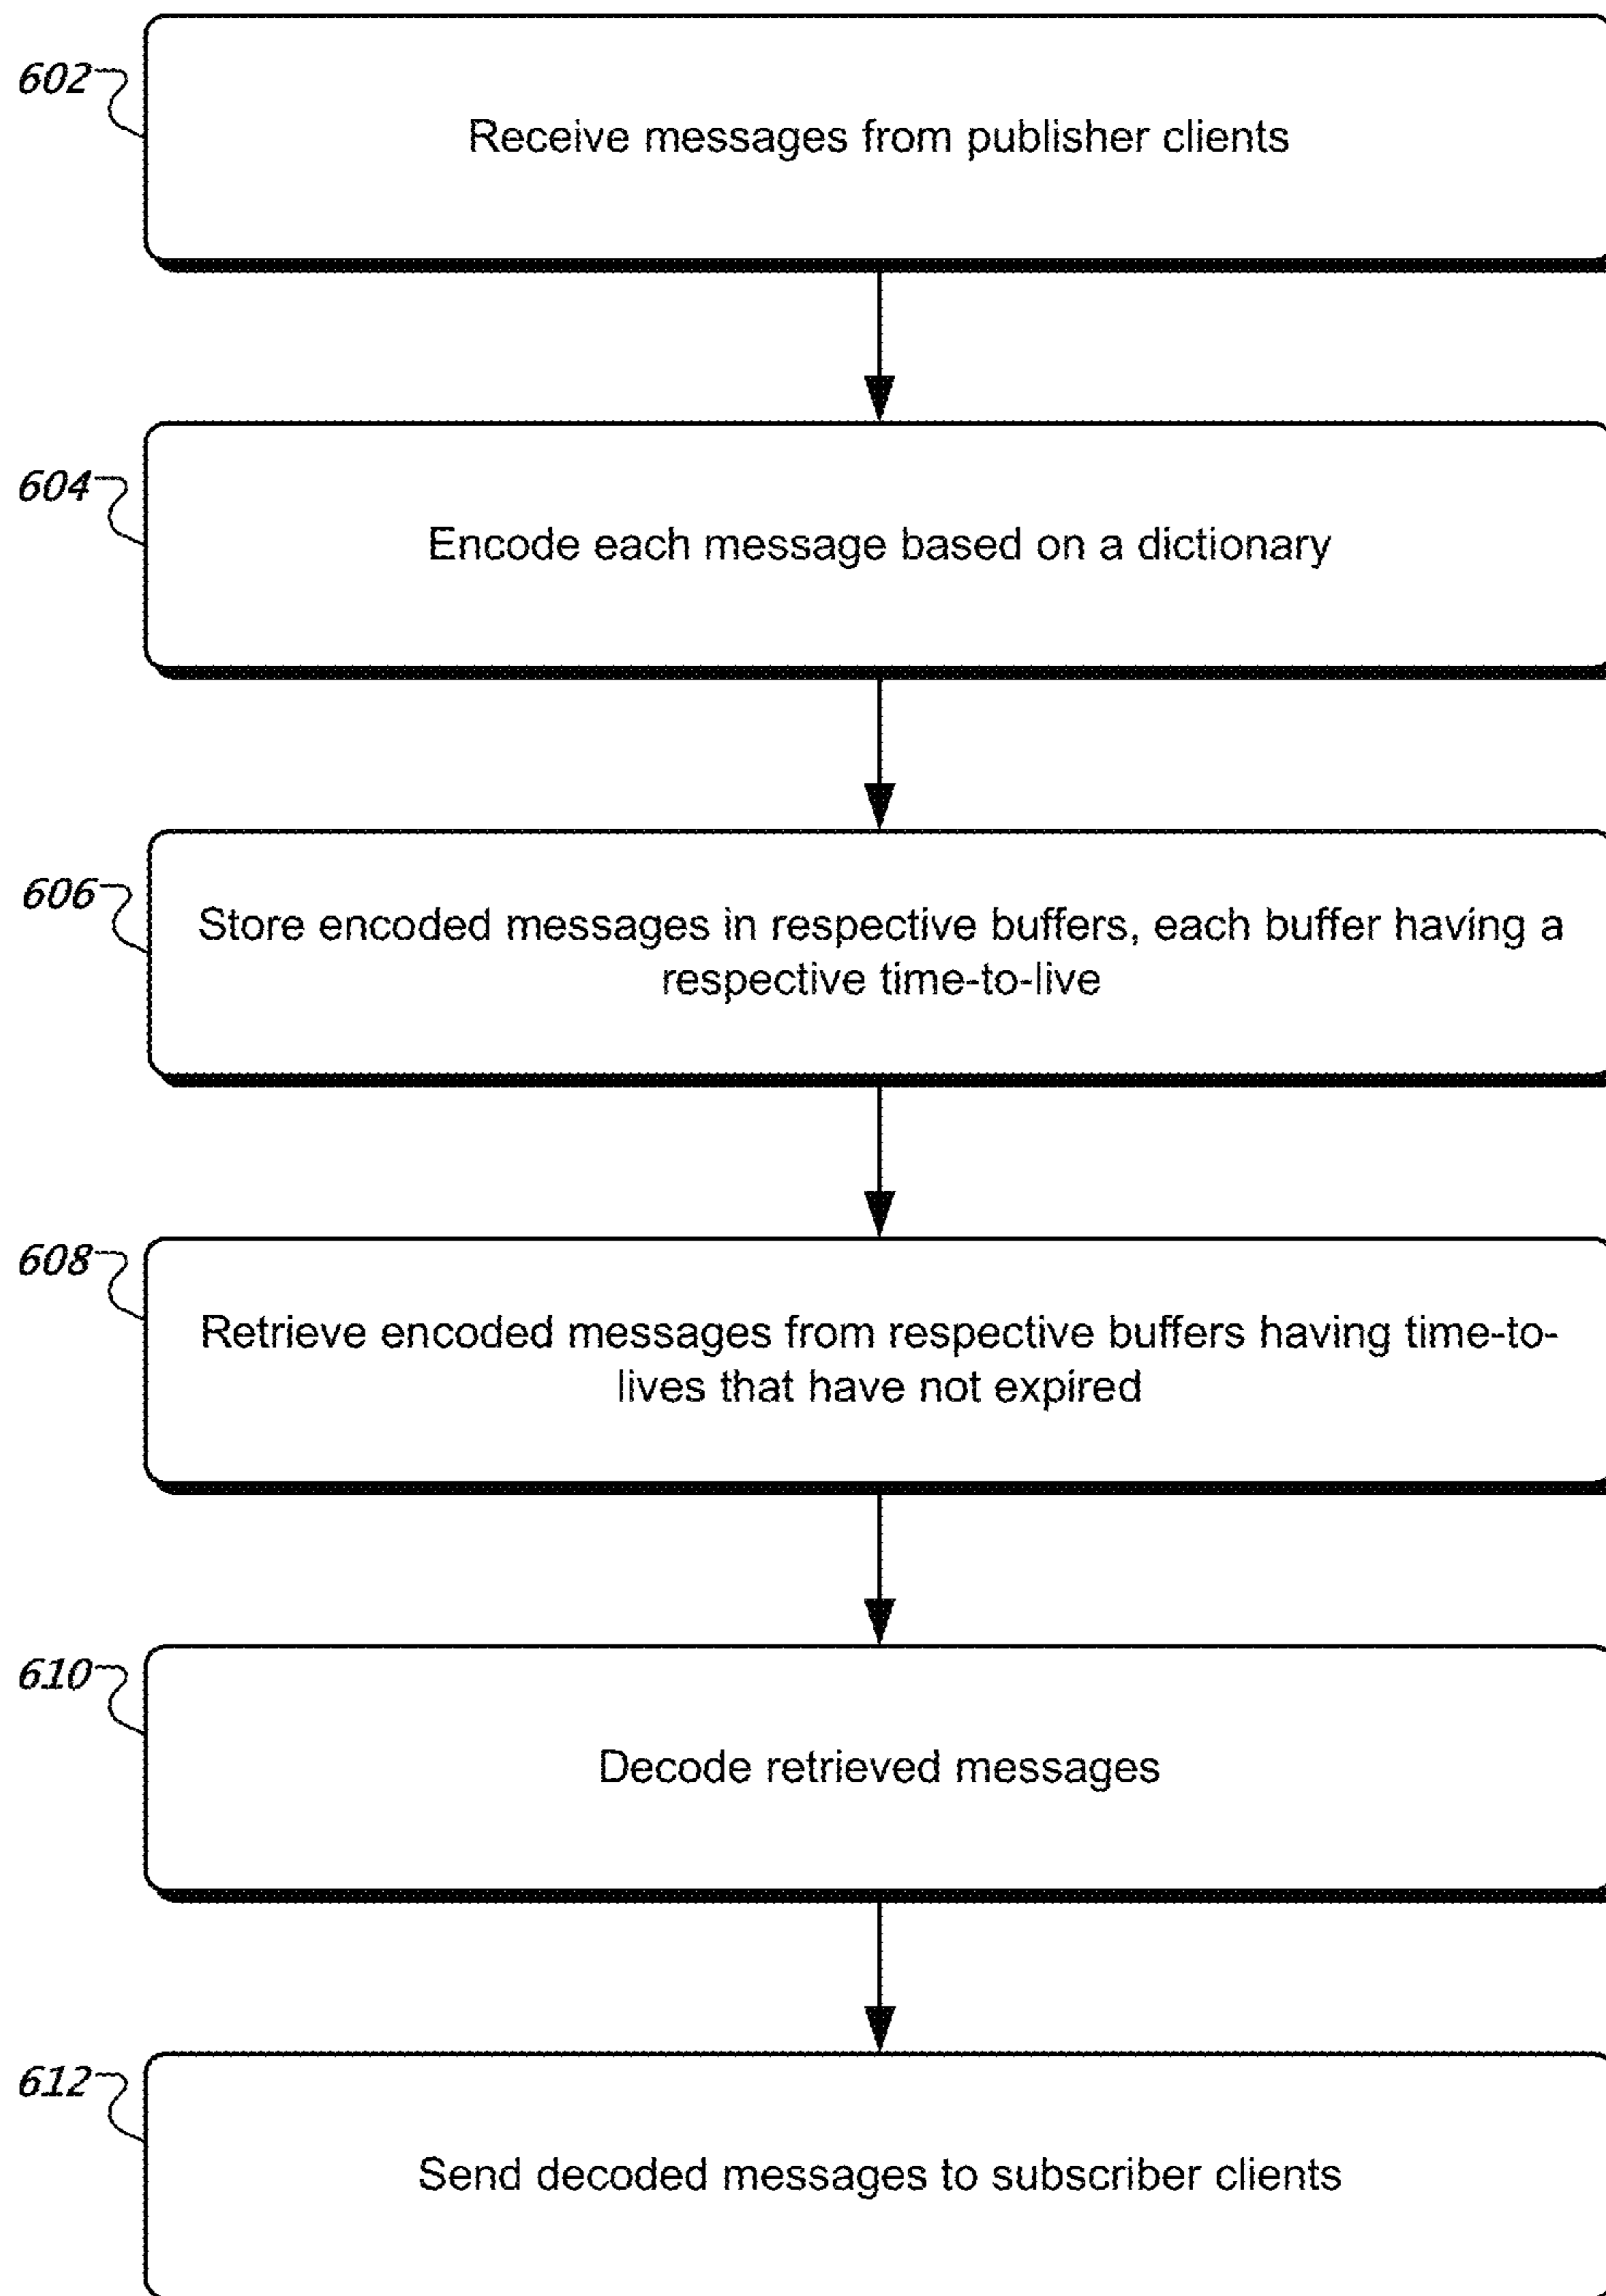 602
Receive messages from publisher clients
604
Encode each message based on a dictionary
606
Store encoded messages in respective buffers, each buffer having a
respective time-to-live
608
Retrieve encoded messages from respective buffers having time-to-
lives that have not expired
610
Decode retrieved messages
612
Send decoded messages to subscriber clients